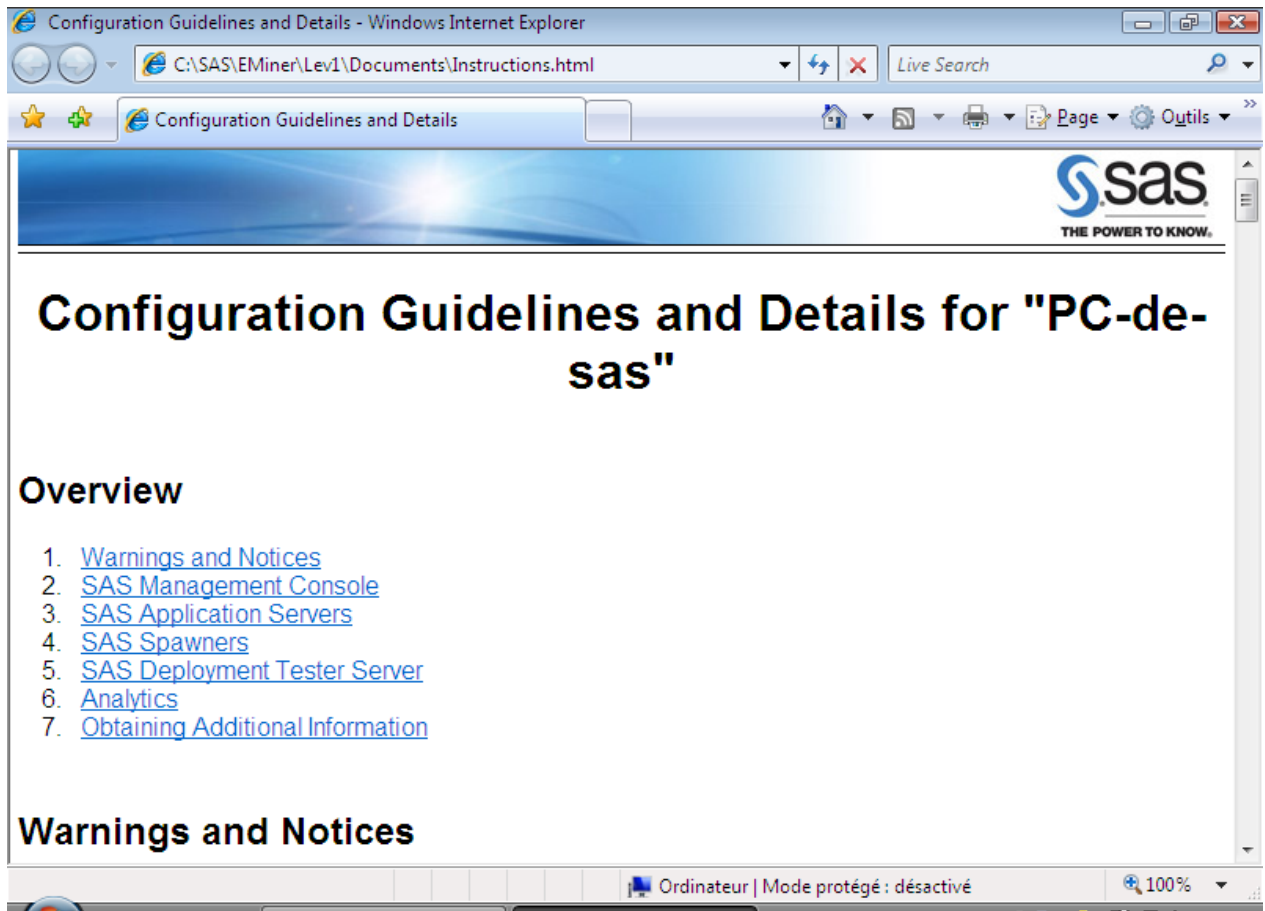 Configuration Guidelines and Details - Windows Internet Explorer
C:\SAS\EMiner\Lev1\Documents\Instructions.html
Live Search
Configuration Guidelines and Details
Page
Outils
sas
THE POWER TO KNOW.
Configuration Guidelines and Details for "PC-de-
sas"
Overview
1. Warnings and Notices
2. SAS Management Console
3. SAS Application Servers
4. SAS Spawners
5. SAS Deployment Tester Server
6. Analytics
7. Obtaining Additional Information
Warnings and Notices
Ordinateur | Mode protégé : désactivé
100%